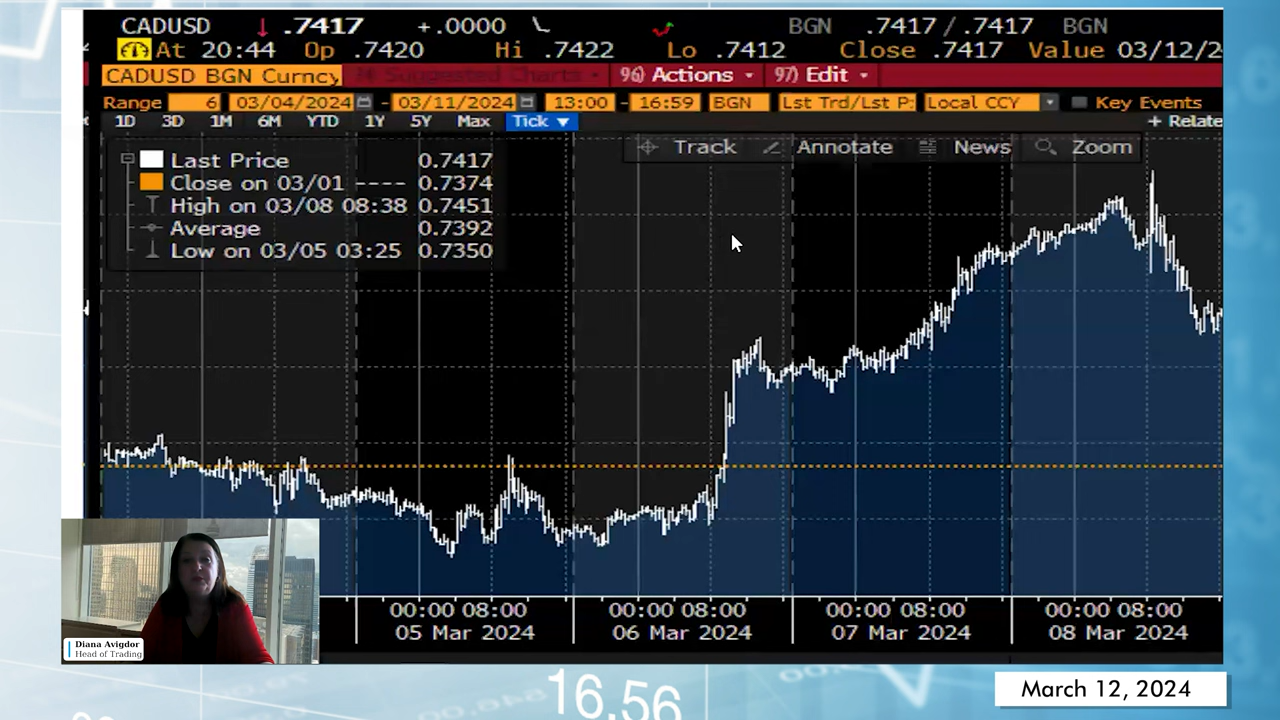 CADUSD ↓ .7417 +.0000 BGN .7417 / .7417 BGN
At 20:44 Op .7420 Hi .7422 Lo .7412 Close .7417 Value 03/12/2
CADUSD BGN Curncy 96) Actions 97) Edit
Range 6 03/04/2024 - 03/11/2024 13:00 - 16:59 BGN Lst Trd/Lst P: Local CCY Key Events
1D 3D 1M 6M YTD 1Y 5Y Max Tick ▼ + Relate
Track Annotate News Zoom
Last Price 0.7417
Close on 03/01 ---- 0.7374
High on 03/08 08:38 0.7451
Average 0.7392
Low on 03/05 03:25 0.7350
00:00 08:00 00:00 08:00 00:00 08:00 00:00 08:00
05 Mar 2024 06 Mar 2024 07 Mar 2024 08 Mar 2024
Diana Avigdor
Head of Trading
16.56
March 12, 2024